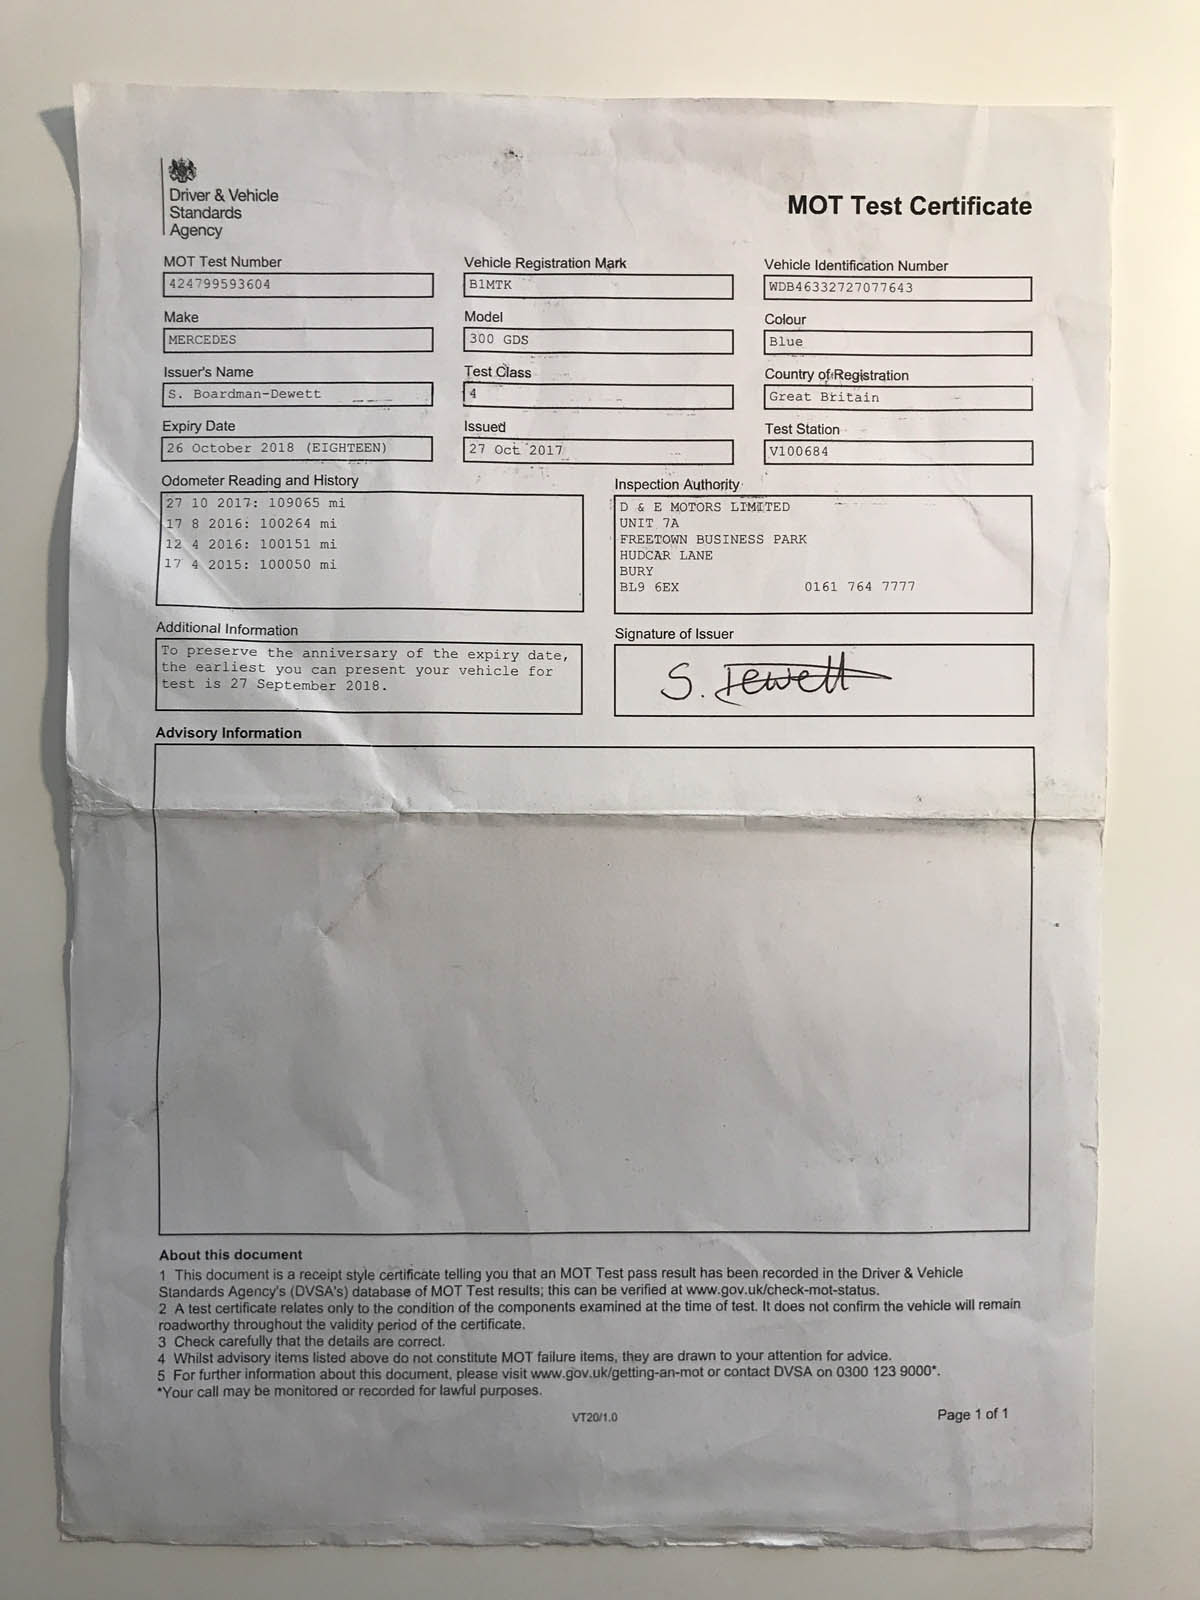 Driver & Vehicle
Standards
Agency
MOT Test Certificate
MOT Test Number
424799593604
Vehicle Registration Mark
B1MTK
Vehicle Identification Number
WDB46332727077643
Make
MERCEDES
Model
300 GDS
Colour
Blue
Issuer's Name
S. Boardman-Dewett
Test Class
4
Country of Registration
Great Britain
Expiry Date
26 October 2018 (EIGHTEEN)
Issued
27 Oct 2017
Test Station
V100684
Odometer Reading and History
27 10 2017: 109065 mi
17 8 2016: 100264 mi
12 4 2016: 100151 mi
17 4 2015: 100050 mi
Inspection Authority
D & E MOTORS LIMITED
UNIT 7A
FREETOWN BUSINESS PARK
HUDCAR LANE
BURY
BL9 6EX 0161 764 7777
Additional Information
To preserve the anniversary of the expiry date,
the earliest you can present your vehicle for
test is 27 September 2018.
Signature of Issuer
S. Dewett
Advisory Information
About this document
1 This document is a receipt style certificate telling you that an MOT Test pass result has been recorded in the Driver & Vehicle
Standards Agency's (DVSA's) database of MOT Test results; this can be verified at www.gov.uk/check-mot-status.
2 A test certificate relates only to the condition of the components examined at the time of test. It does not confirm the vehicle will remain
roadworthy throughout the validity period of the certificate.
3 Check carefully that the details are correct.
4 Whilst advisory items listed above do not constitute MOT failure items, they are drawn to your attention for advice.
5 For further information about this document, please visit www.gov.uk/getting-an-mot or contact DVSA on 0300 123 9000*.
*Your call may be monitored or recorded for lawful purposes.
VT20/1.0
Page 1 of 1